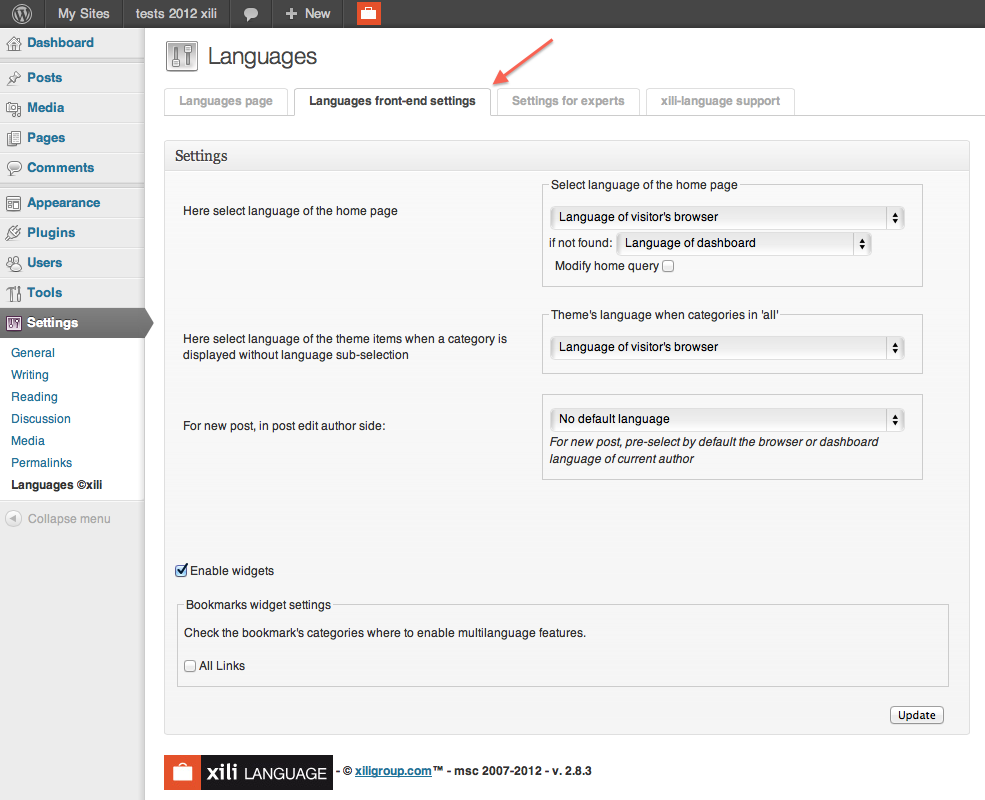 My Sites tests 2012 xili + New
Dashboard
Posts
Media
Pages
Comments
Appearance
Plugins
Users
Tools
Settings
General
Writing
Reading
Discussion
Media
Permalinks
Languages ©xili
Collapse menu
Languages
Languages page Languages front-end settings Settings for experts xili-language support
Settings
Here select language of the home page
Select language of the home page
Language of visitor's browser
if not found: Language of dashboard
Modify home query
Here select language of the theme items when a category is
displayed without language sub-selection
Theme's language when categories in 'all'
Language of visitor's browser
For new post, in post edit author side:
No default language
For new post, pre-select by default the browser or dashboard
language of current author
Enable widgets
Bookmarks widget settings
Check the bookmark's categories where to enable multilanguage features.
All Links
Update
xili LANGUAGE - © xiligroup.com™ - msc 2007-2012 - v. 2.8.3